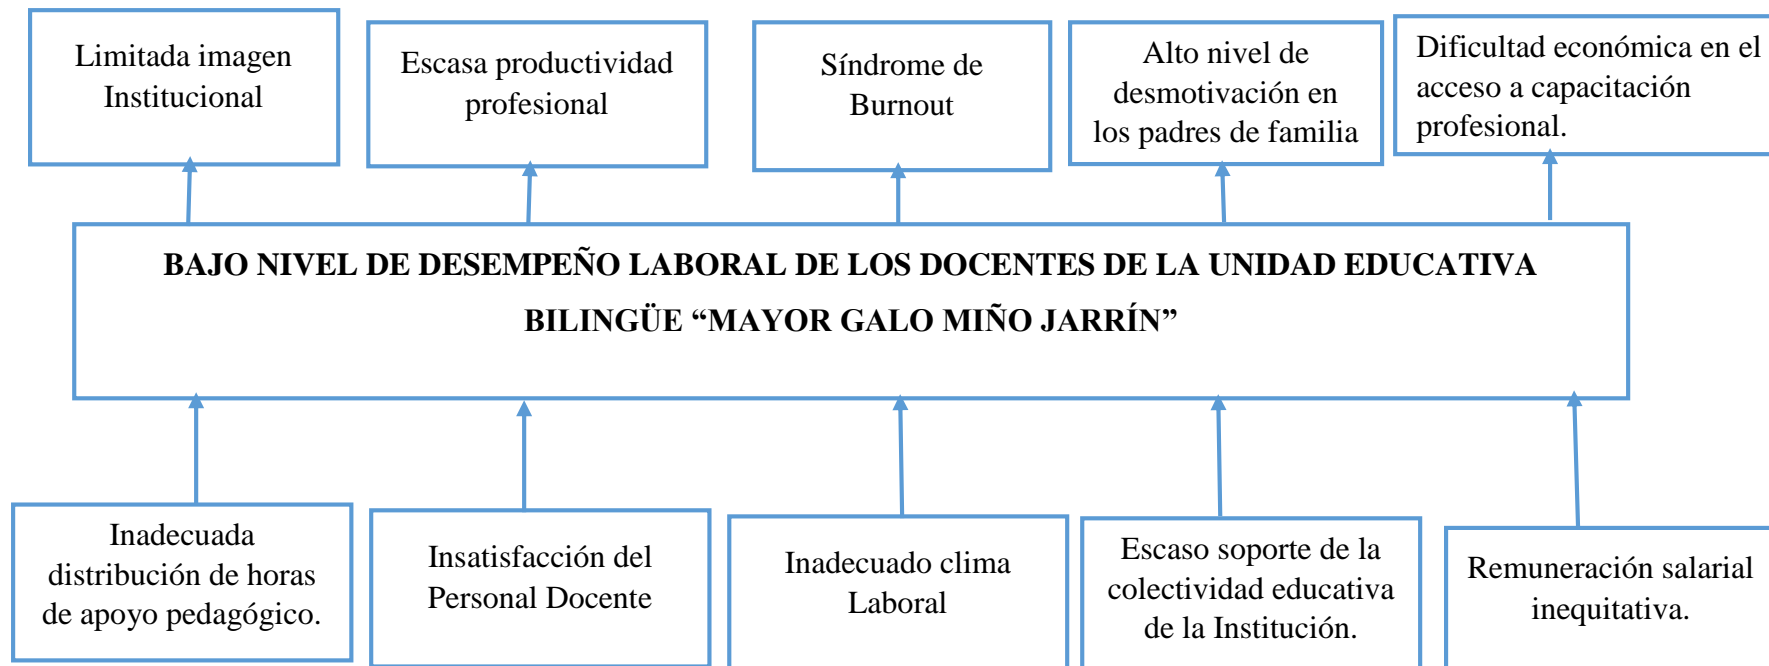 Limitada imagen
Institucional
Escasa productividad
profesional
Síndrome de
Burnout
Alto nivel de
desmotivación en
los padres de familia
Dificultad económica en el
acceso a capacitación
profesional.
BAJO NIVEL DE DESEMPEÑO LABORAL DE LOS DOCENTES DE LA UNIDAD EDUCATIVA
BILINGÜE “MAYOR GALO MIÑO JARRÍN”
Inadecuada
distribución de horas
de apoyo pedagógico.
Insatisfacción del
Personal Docente
Inadecuado clima
Laboral
Escaso soporte de la
colectividad educativa
de la Institución.
Remuneración salarial
inequitativa.